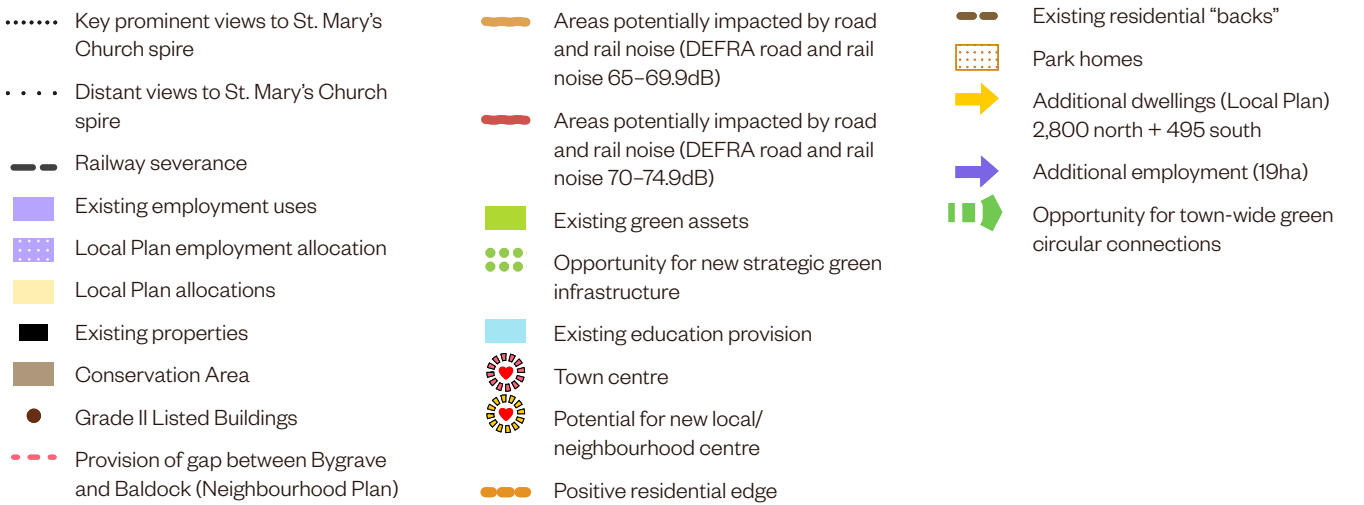 Key prominent views to St. Mary’s
Church spire
Distant views to St. Mary’s Church
spire
Railway severance
Existing employment uses
Local Plan employment allocation
Local Plan allocations
Existing properties
Conservation Area
Grade II Listed Buildings
Provision of gap between Bygrave
and Baldock (Neighbourhood Plan)
Areas potentially impacted by road
and rail noise (DEFRA road and rail
noise 65–69.9dB)
Areas potentially impacted by road
and rail noise (DEFRA road and rail
noise 70–74.9dB)
Existing green assets
Opportunity for new strategic green
infrastructure
Existing education provision
Town centre
Potential for new local/
neighbourhood centre
Positive residential edge
Existing residential “backs”
Park homes
Additional dwellings (Local Plan)
2,800 north + 495 south
Additional employment (19ha)
Opportunity for town-wide green
circular connections